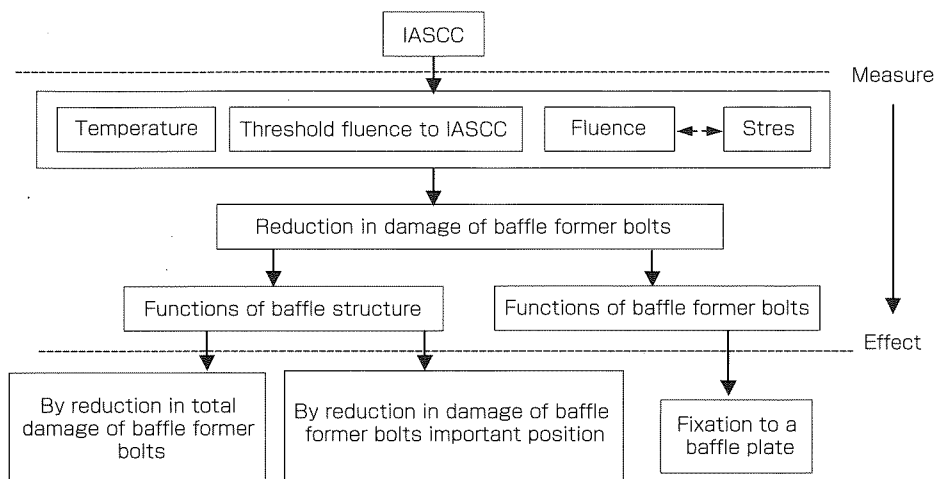 IASCC
Measure
Temperature
Threshold fluence to IASCC
Fluence
Stres
Reduction in damage of baffle former bolts
Functions of baffle structure
Functions of baffle former bolts
Effect
By reduction in total
damage of baffle former
bolts
By reduction in damage of baffle
former bolts important position
Fixation to a
baffle plate